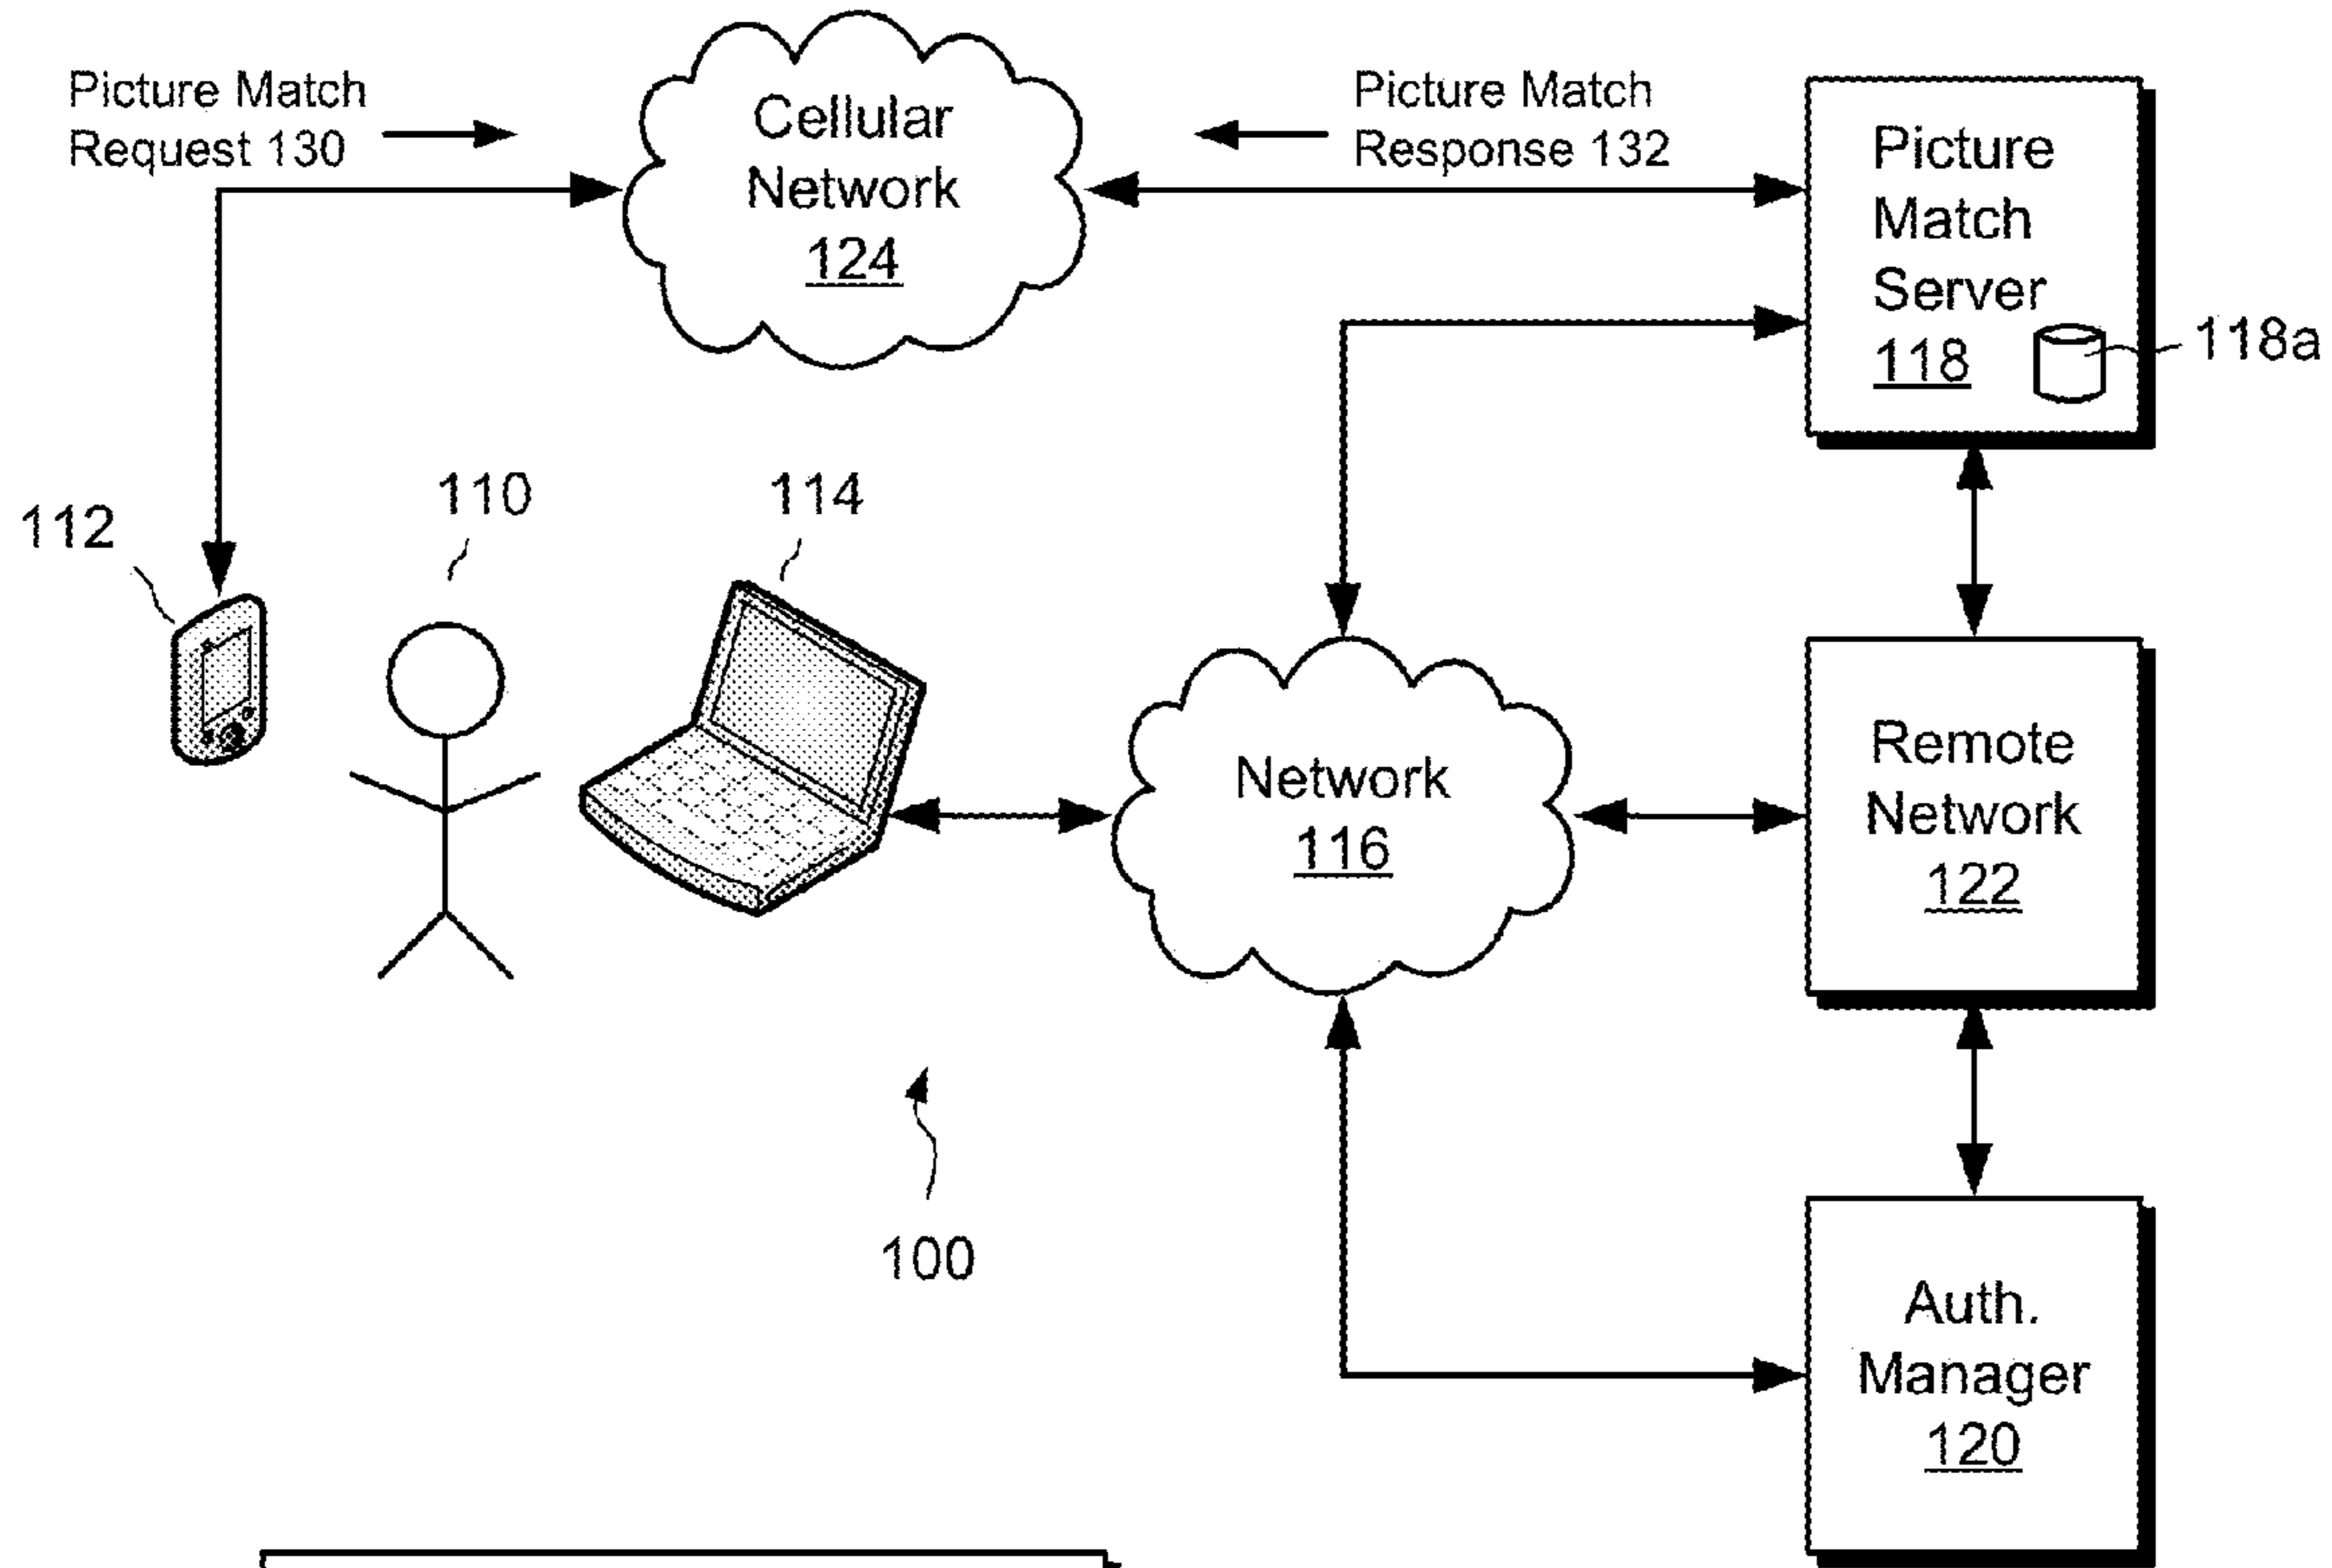 Picture Match
Request 130
Cellular
Network
124
Picture Match
Response 132
Picture
Match
Server
118
118a
112
110
114
Network
116
Remote
Network
122
100
Auth.
Manager
120